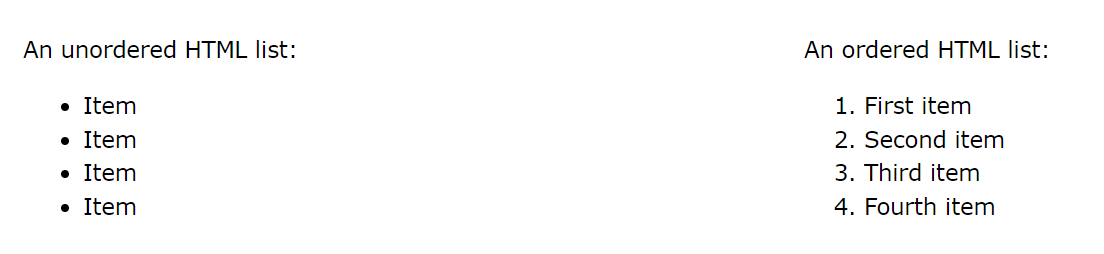 An unordered HTML list:
• Item
• Item
• Item
• Item
An ordered HTML list:
1. First item
2. Second item
3. Third item
4. Fourth item